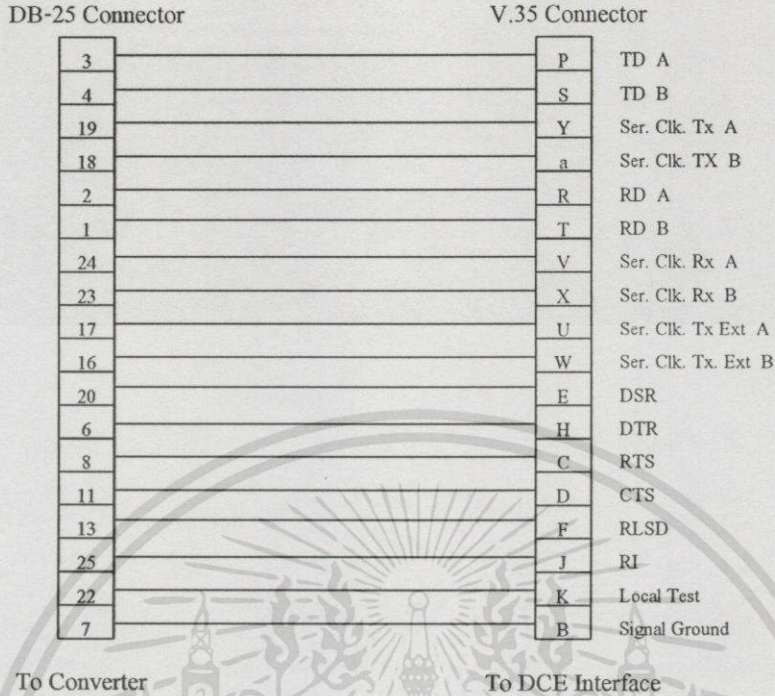 DB-25 Connector V.35 Connector
3 P TD A
4 S TD B
19 Y Ser. Clk. Tx A
18 a Ser. Clk. TX B
2 R RD A
1 T RD B
24 V Ser. Clk. Rx A
23 X Ser. Clk. Rx B
17 U Ser. Clk. Tx Ext A
16 W Ser. Clk. Tx. Ext B
20 E DSR
6 H DTR
8 C RTS
11 D CTS
13 F RLSD
25 J RI
22 K Local Test
7 B Signal Ground
To Converter To DCE Interface